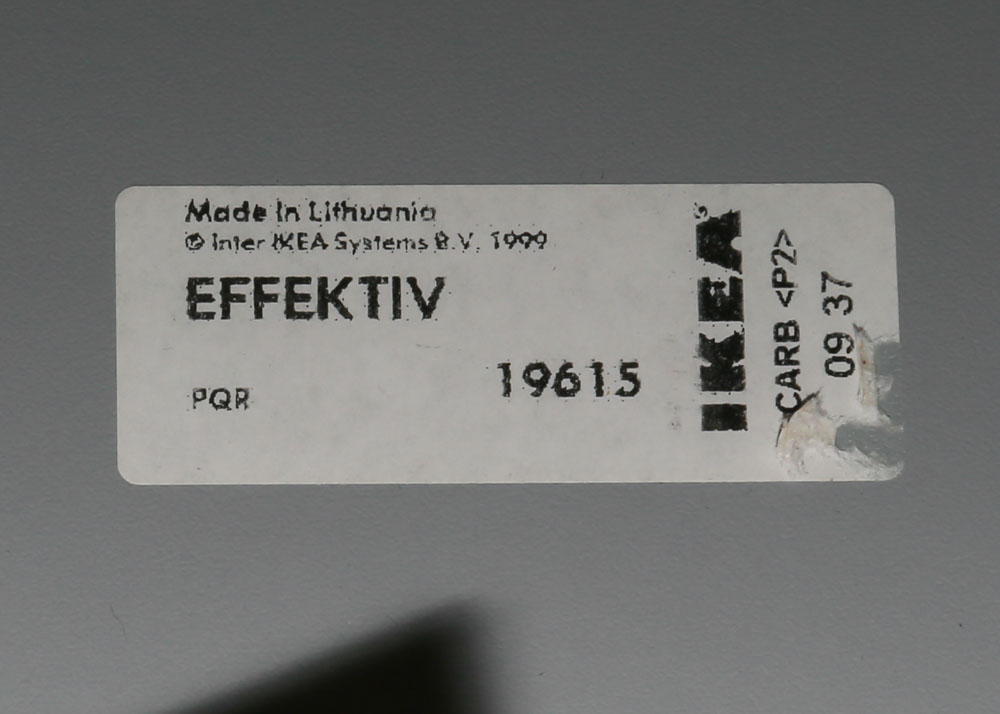 Made in Lithuania
© Inter IKEA Systems B.V. 1999
EFFEKTIV
19615
PQR
IKEA
CARB <P2>
09 37